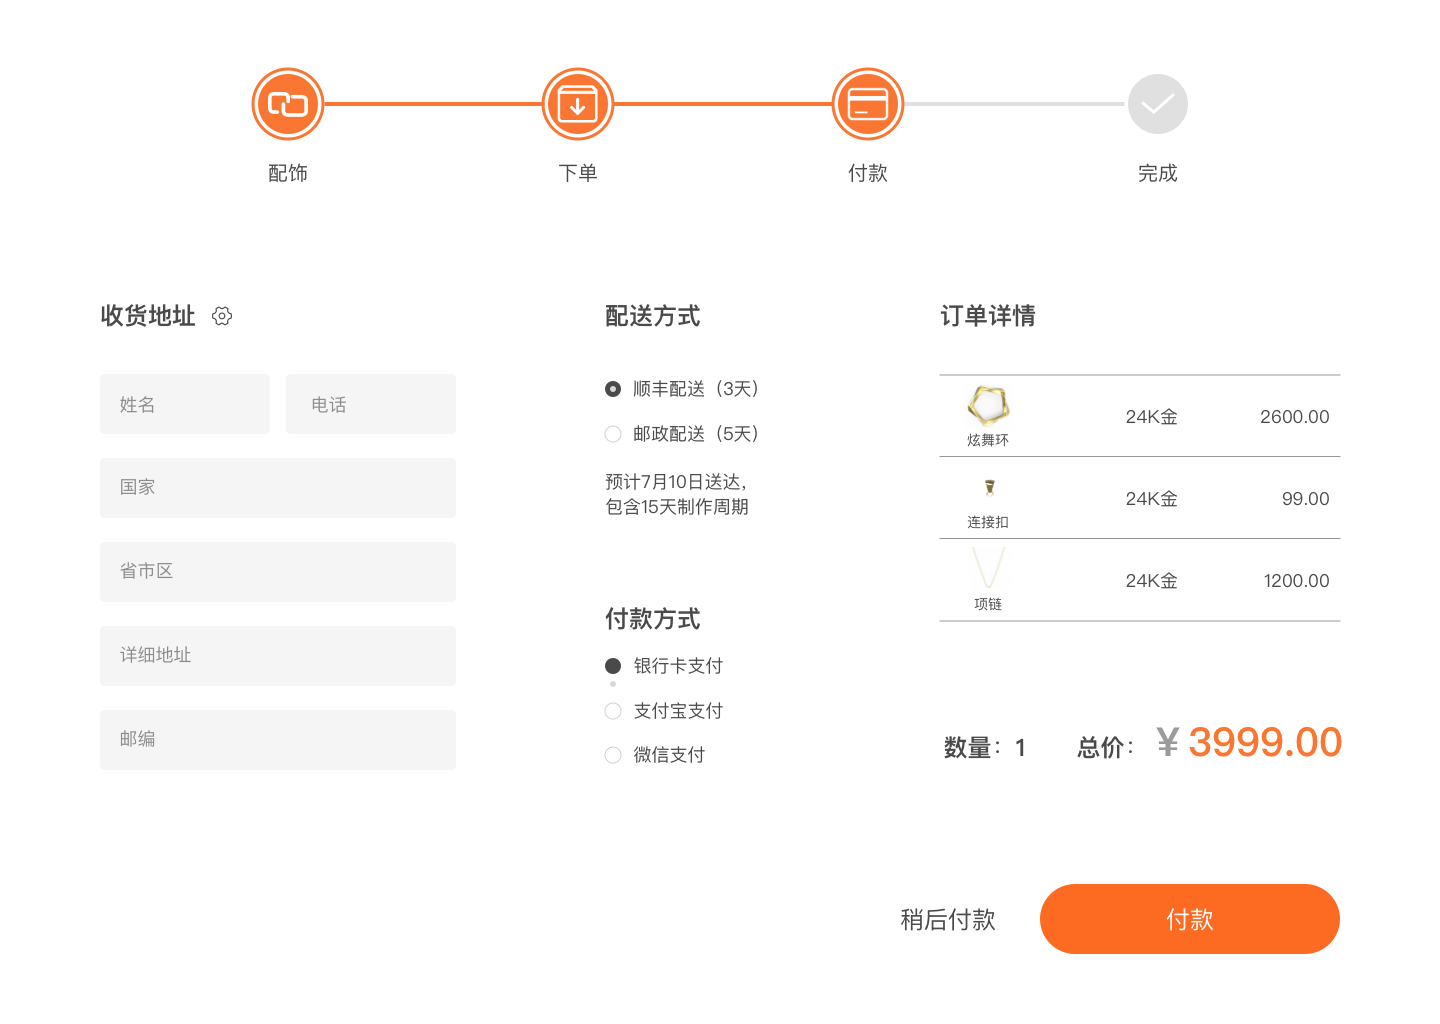 配饰
下单
付款
完成
收货地址
姓名
电话
国家
省市区
详细地址
邮编
配送方式
顺丰配送（3天）
邮政配送（5天）
预计7月10日送达，
包含15天制作周期
付款方式
银行卡支付
支付宝支付
微信支付
订单详情
炫舞环
24K金
2600.00
连接扣
24K金
99.00
项链
24K金
1200.00
数量：1
总价：¥ 3999.00
稍后付款
付款